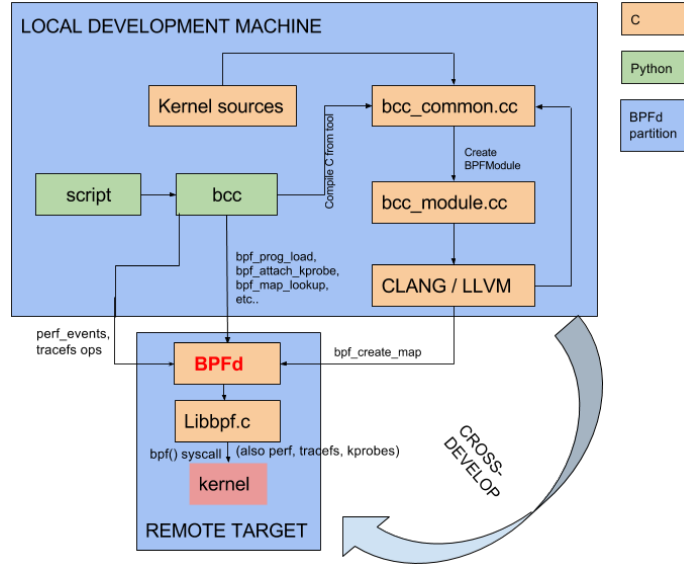 LOCAL DEVELOPMENT MACHINE
C
Python
BPFd
partition
Kernel sources
bcc_common.cc
Compile C from tool
Create
BPFModule
script
bcc
bcc_module.cc
bpf_prog_load,
bpf_attach_kprobe,
bpf_map_lookup,
etc..
CLANG / LLVM
perf_events,
tracefs ops
BPFd
bpf_create_map
Libbpf.c
bpf() syscall
(also perf, tracefs, kprobes)
kernel
REMOTE TARGET
CROSS-
DEVELOP